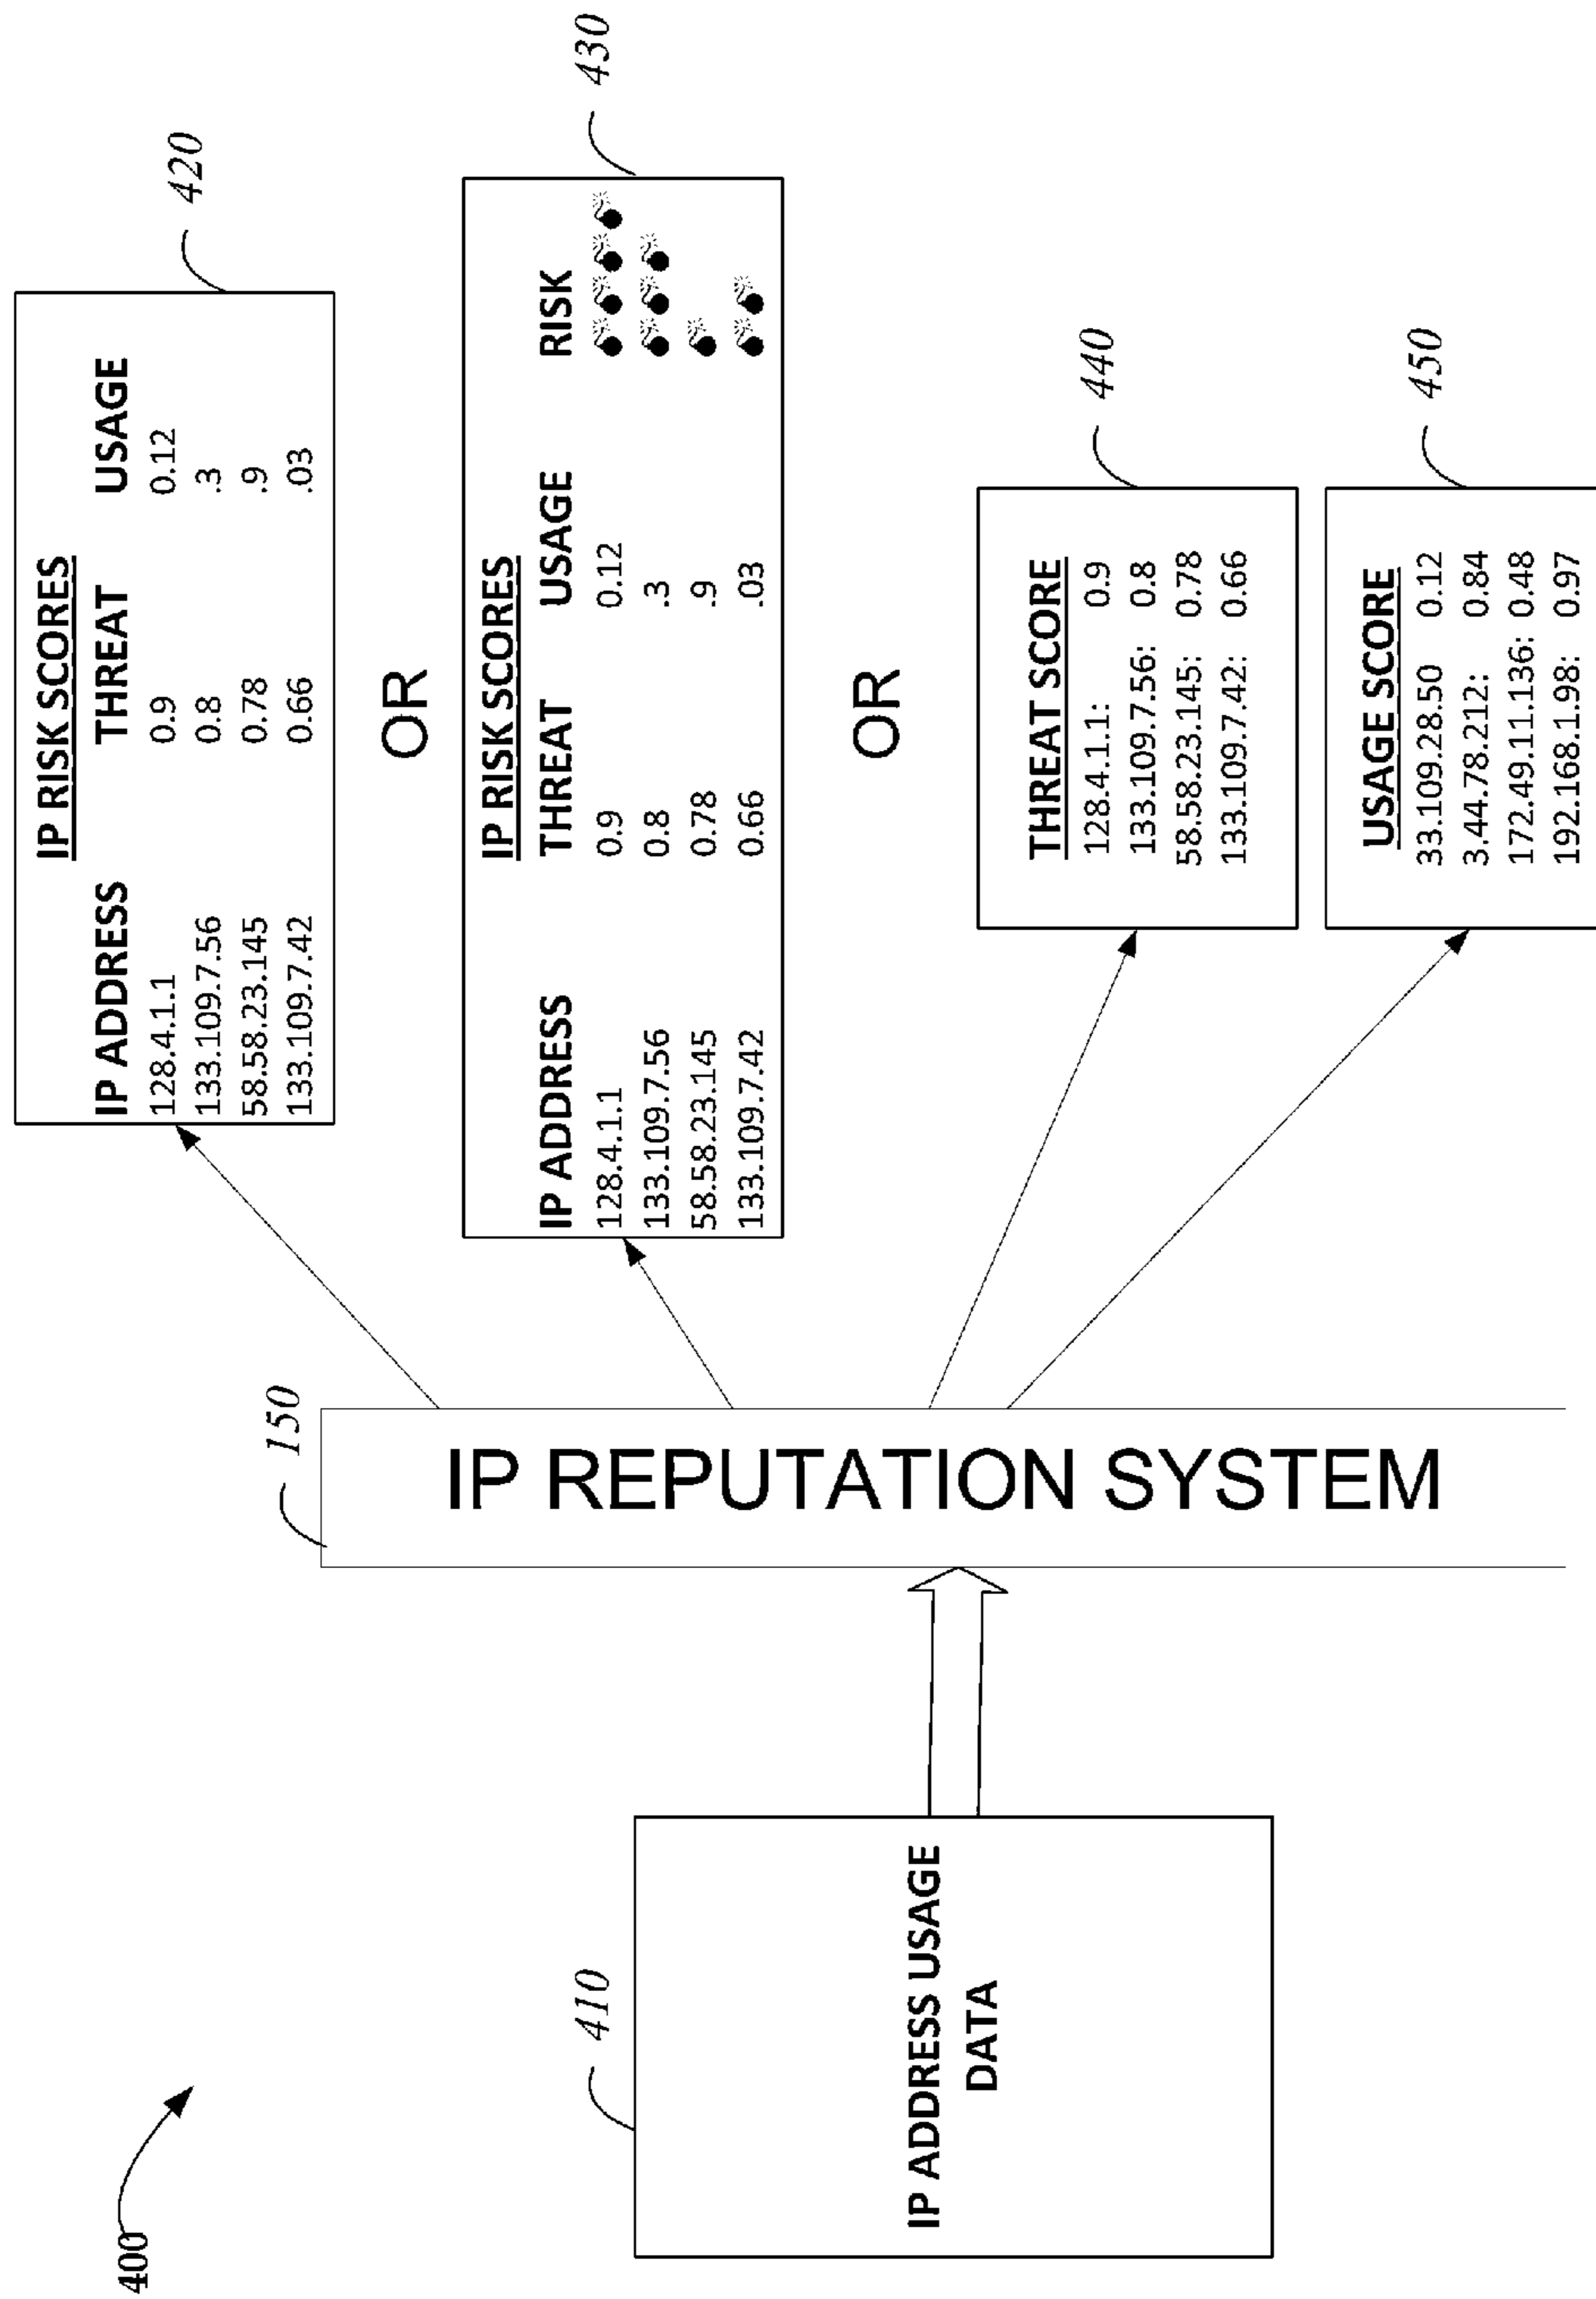 400
410
IP ADDRESS USAGE
DATA
150
IP REPUTATION SYSTEM
420
IP RISK SCORES
IP ADDRESS THREAT USAGE
128.4.1.1 0.9 0.12
133.109.7.56 0.8 .3
58.58.23.145 0.78 .9
133.109.7.42 0.66 .03
OR
430
IP RISK SCORES
IP ADDRESS THREAT USAGE RISK
128.4.1.1 0.9 0.12
133.109.7.56 0.8 .3
58.58.23.145 0.78 .9
133.109.7.42 0.66 .03
OR
440
THREAT SCORE
128.4.1.1: 0.9
133.109.7.56: 0.8
58.58.23.145: 0.78
133.109.7.42: 0.66
450
USAGE SCORE
33.109.28.50 0.12
3.44.78.212: 0.84
172.49.11.136: 0.48
192.168.1.98: 0.97